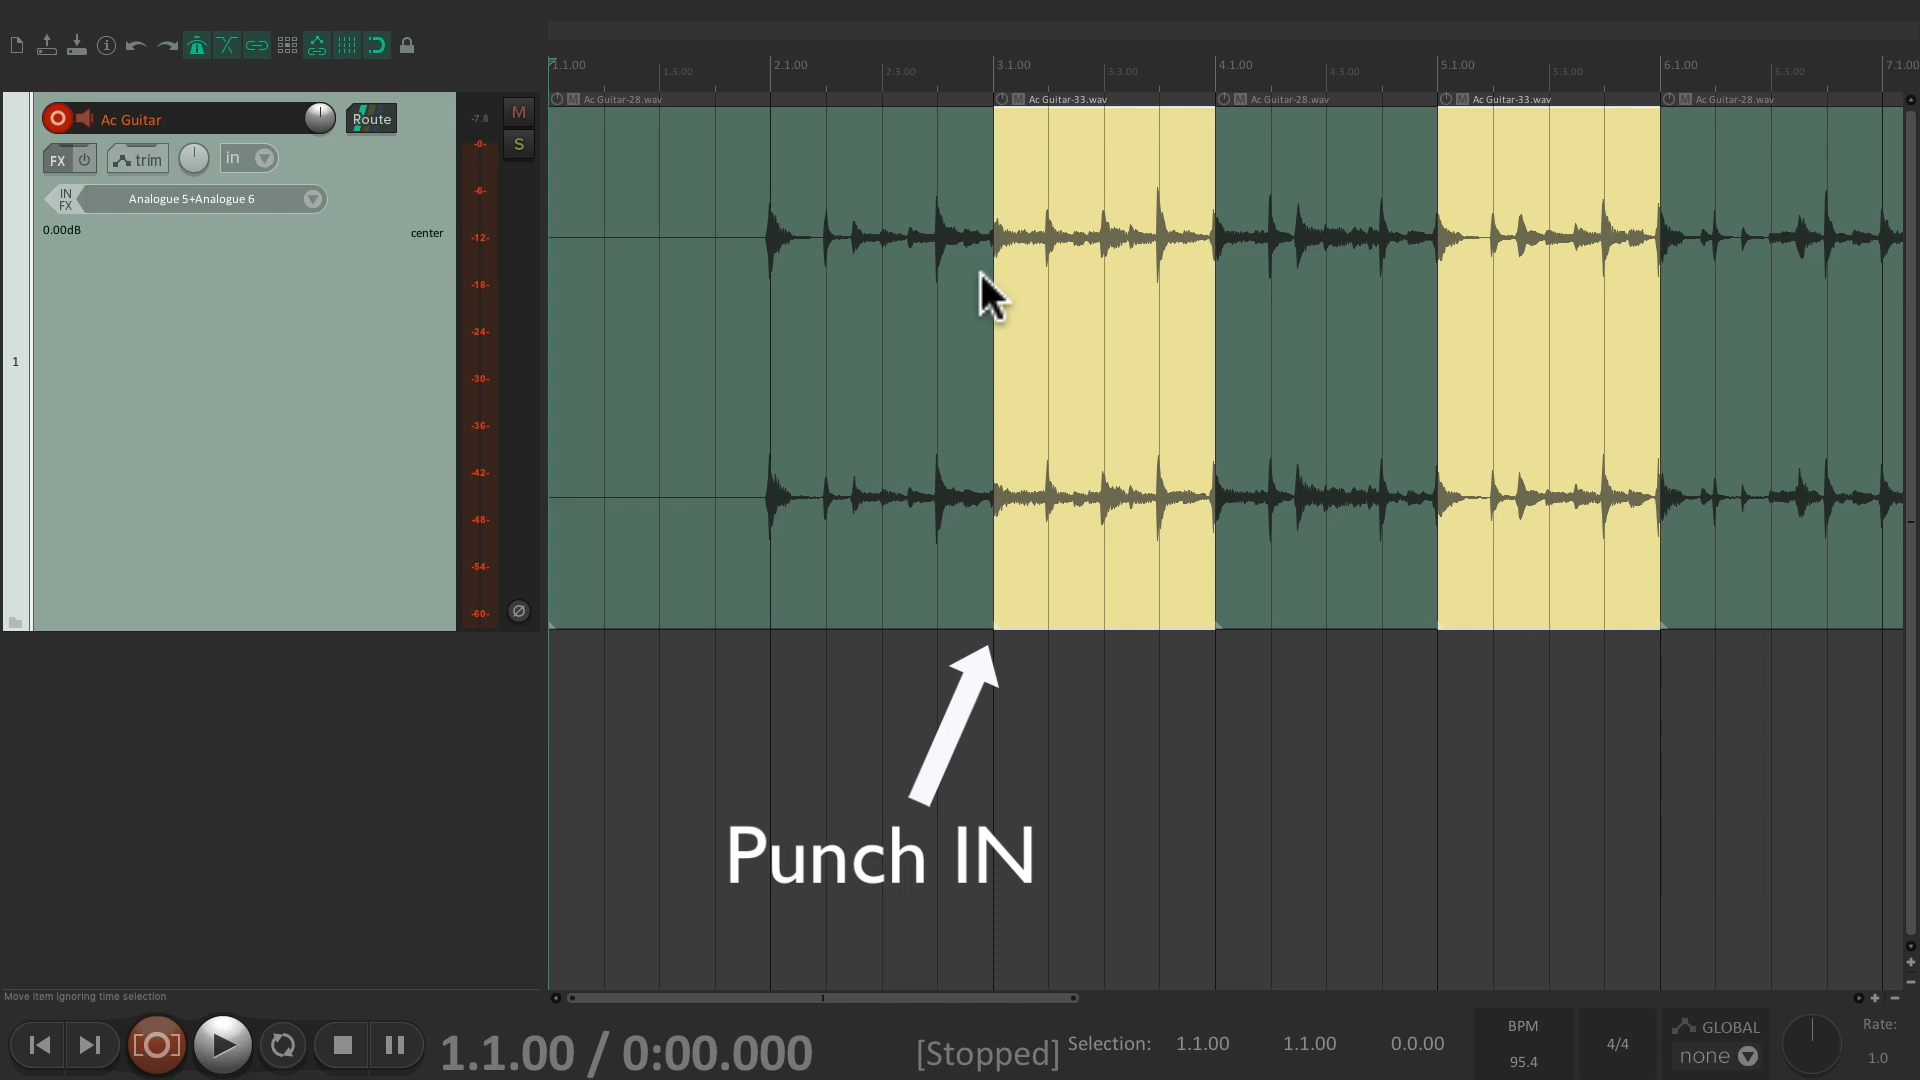 1.1.00 1.3.00 2.1.00 2.3.00 3.1.00 3.3.00 4.1.00 4.3.00 5.1.00 5.3.00 6.1.00 6.3.00 7.1.0
M Ac Guitar-28.wav M Ac Guitar-33.wav M Ac Guitar-28.wav M Ac Guitar-33.wav M Ac Guitar-28.wav
Ac Guitar
Route
-7.8
M
FX
trim
in
-0-
S
IN
FX
Analogue 5+Analogue 6
-6-
0.00dB
center
-12-
-18-
-24-
1
-30-
-36-
-42-
-48-
-54-
-60-
Punch IN
Move item ignoring time selection
1.1.00 / 0:00.000
[Stopped]
Selection: 1.1.00 1.1.00 0.0.00
BPM
95.4
4/4
GLOBAL
none
Rate:
1.0